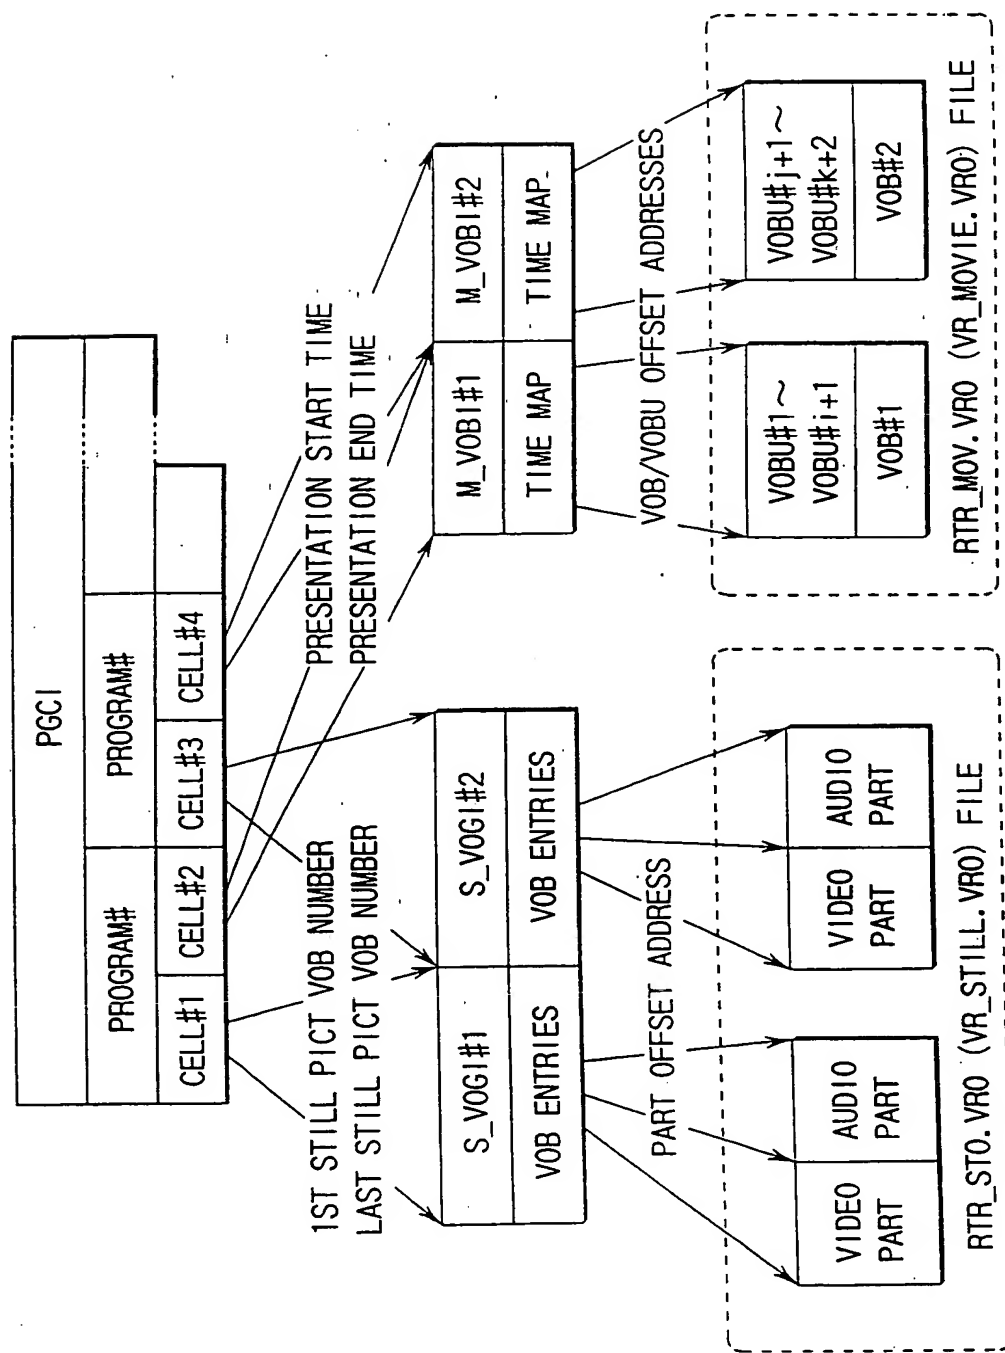 PGCI
PROGRAM#
PROGRAM#
CELL#1
CELL#2
CELL#3
CELL#4
1ST STILL PICT VOB NUMBER
LAST STILL PICT VOB NUMBER
PRESENTATION START TIME
PRESENTATION END TIME
S_VOGI#1
S_VOGI#2
VOB ENTRIES
VOB ENTRIES
M_VOBI#1
M_VOBI#2
TIME MAP
TIME MAP
PART OFFSET ADDRESS
VOB/VOBU OFFSET ADDRESSES
VIDEO
PART
AUDIO
PART
VIDEO
PART
AUDIO
PART
VOBU#1~
VOBU#i+1
VOB#1
VOBU#j+1~
VOBU#k+2
VOB#2
RTR_STO.VRO (VR_STILL.VRO) FILE
RTR_MOV.VRO (VR_MOVIE.VRO) FILE